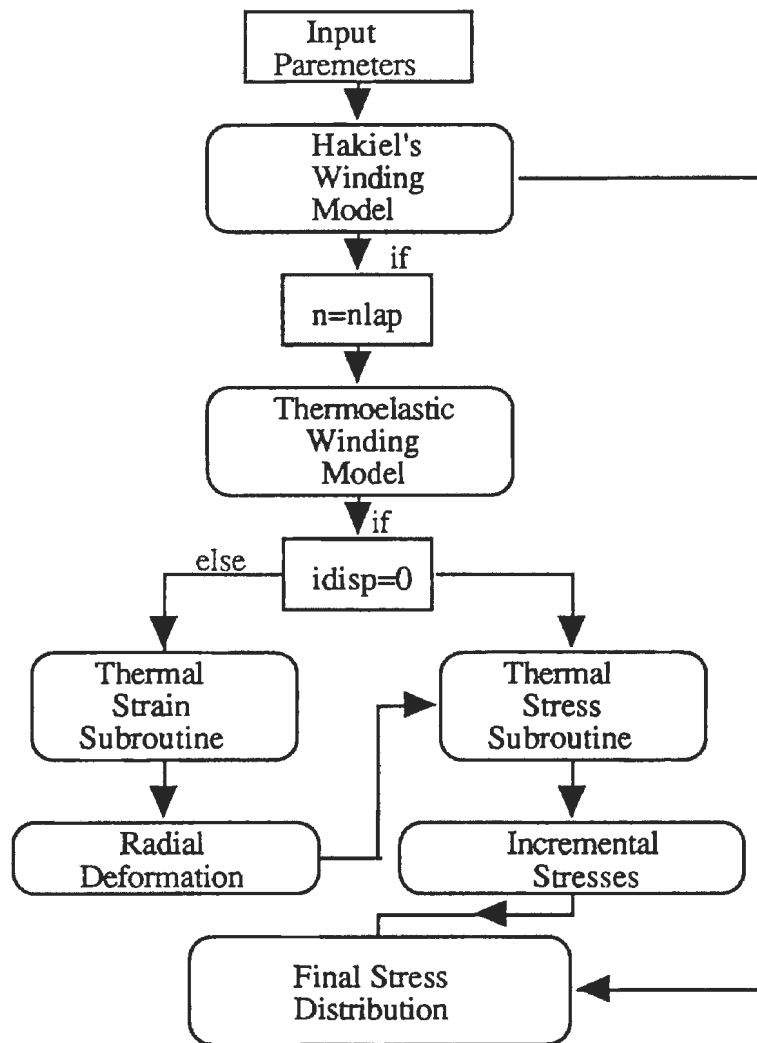 Input
Paremeters
Hakiel's
Winding
Model
if
n=nlap
Thermoelastic
Winding
Model
if
else
idisp=0
Thermal
Strain
Subroutine
Thermal
Stress
Subroutine
Radial
Deformation
Incremental
Stresses
Final Stress
Distribution